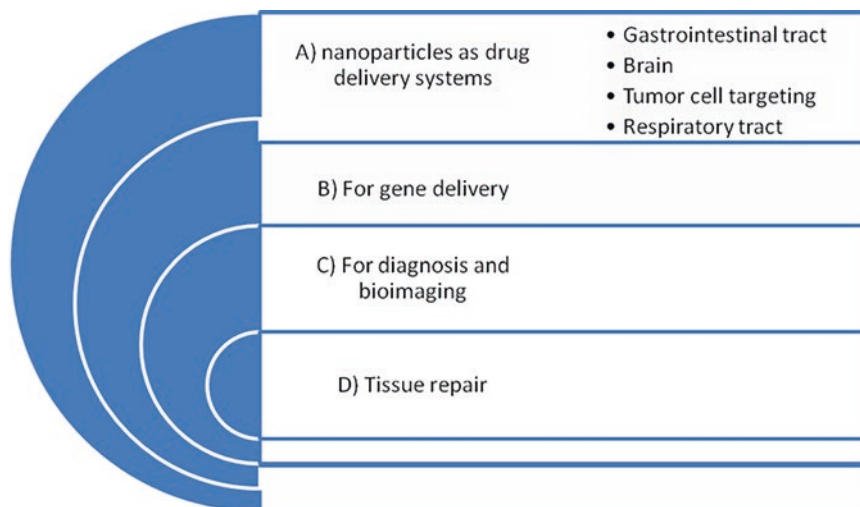 A) nanoparticles as drug
delivery systems
• Gastrointestinal tract
• Brain
• Tumor cell targeting
• Respiratory tract
B) For gene delivery
C) For diagnosis and
bioimaging
D) Tissue repair